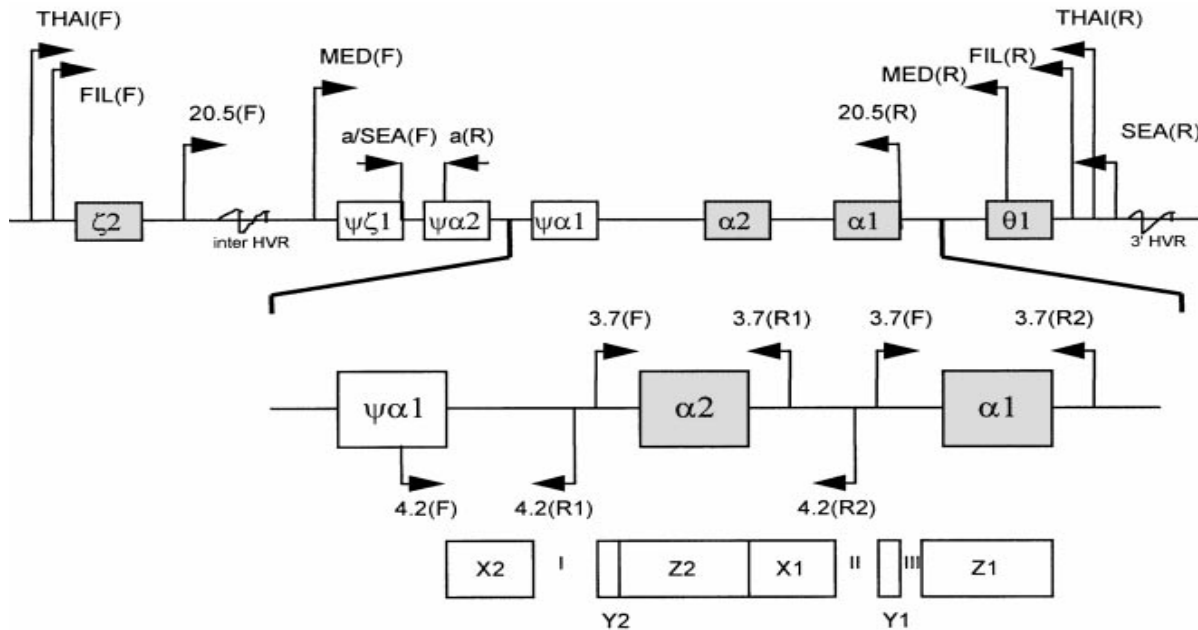 THAI(F)
THAI(R)
MED(F)
FIL(R)
FIL(F)
MED(R)
20.5(F)
20.5(R)
a/SEA(F)
a(R)
SEA(R)
ζ2
ψζ1
ψα2
ψα1
α2
α1
θ1
inter HVR
3' HVR
3.7(F)
3.7(R1)
3.7(F)
3.7(R2)
ψα1
α2
α1
4.2(F)
4.2(R1)
4.2(R2)
X2
I
Z2
X1
II
III
Z1
Y2
Y1